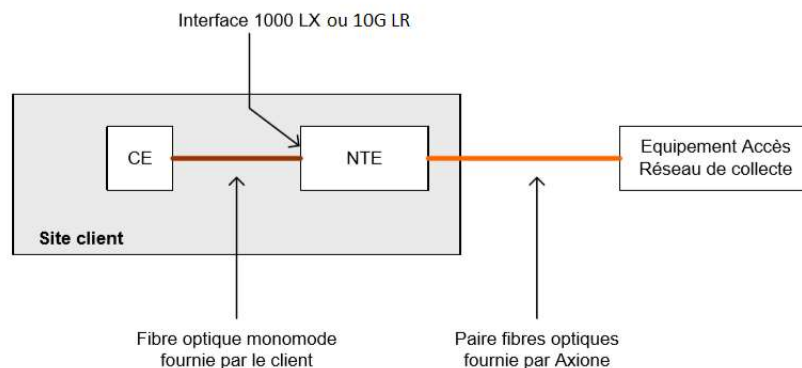 Interface 1000 LX ou 10G LR
CE
NTE
Equipement Accès
Réseau de collecte
Site client
Fibre optique monomode
fournie par le client
Paire fibres optiques
fournie par Axione